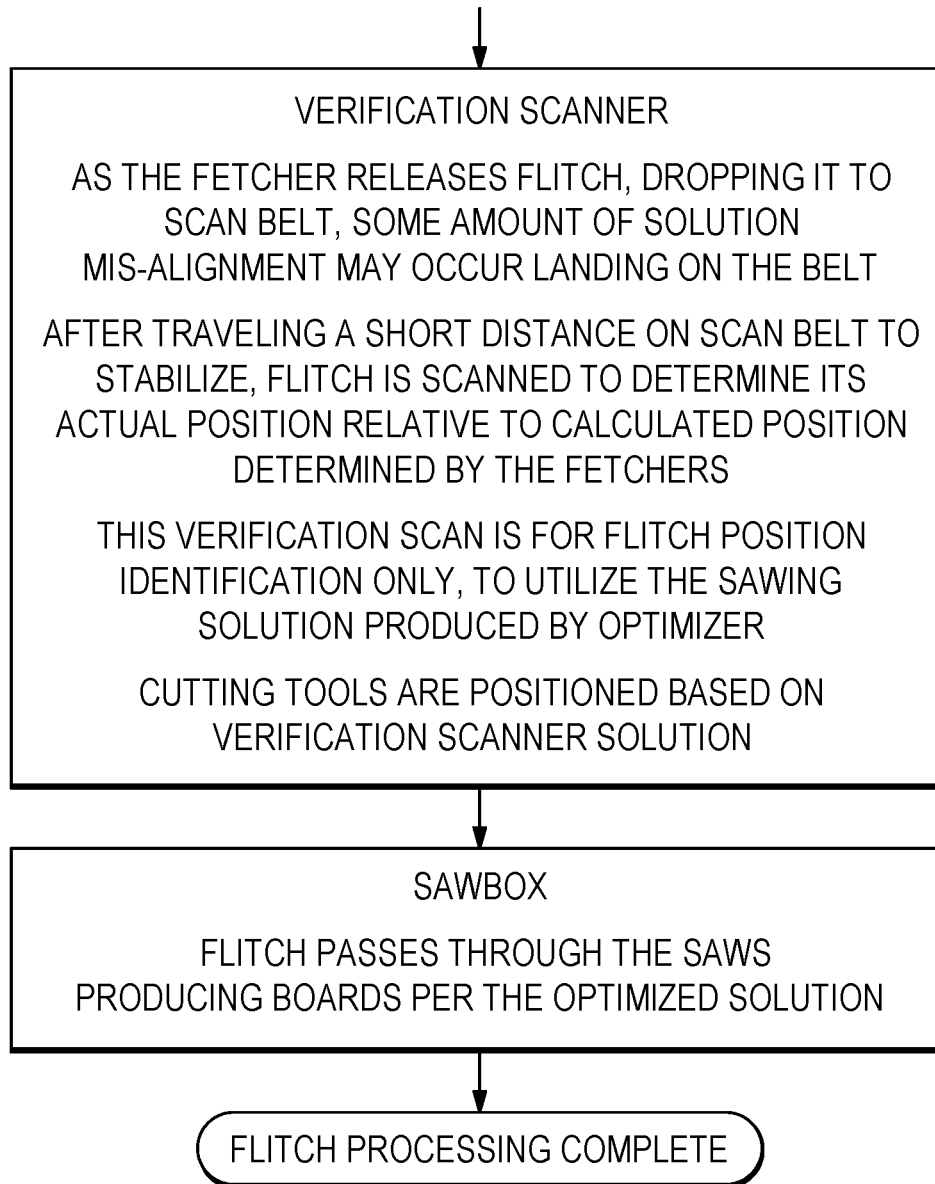 VERIFICATION SCANNER
AS THE FETCHER RELEASES FLITCH, DROPPING IT TO
SCAN BELT, SOME AMOUNT OF SOLUTION
MIS-ALIGNMENT MAY OCCUR LANDING ON THE BELT
AFTER TRAVELING A SHORT DISTANCE ON SCAN BELT TO
STABILIZE, FLITCH IS SCANNED TO DETERMINE ITS
ACTUAL POSITION RELATIVE TO CALCULATED POSITION
DETERMINED BY THE FETCHERS
THIS VERIFICATION SCAN IS FOR FLITCH POSITION
IDENTIFICATION ONLY, TO UTILIZE THE SAWING
SOLUTION PRODUCED BY OPTIMIZER
CUTTING TOOLS ARE POSITIONED BASED ON
VERIFICATION SCANNER SOLUTION
SAWBOX
FLITCH PASSES THROUGH THE SAWS
PRODUCING BOARDS PER THE OPTIMIZED SOLUTION
FLITCH PROCESSING COMPLETE